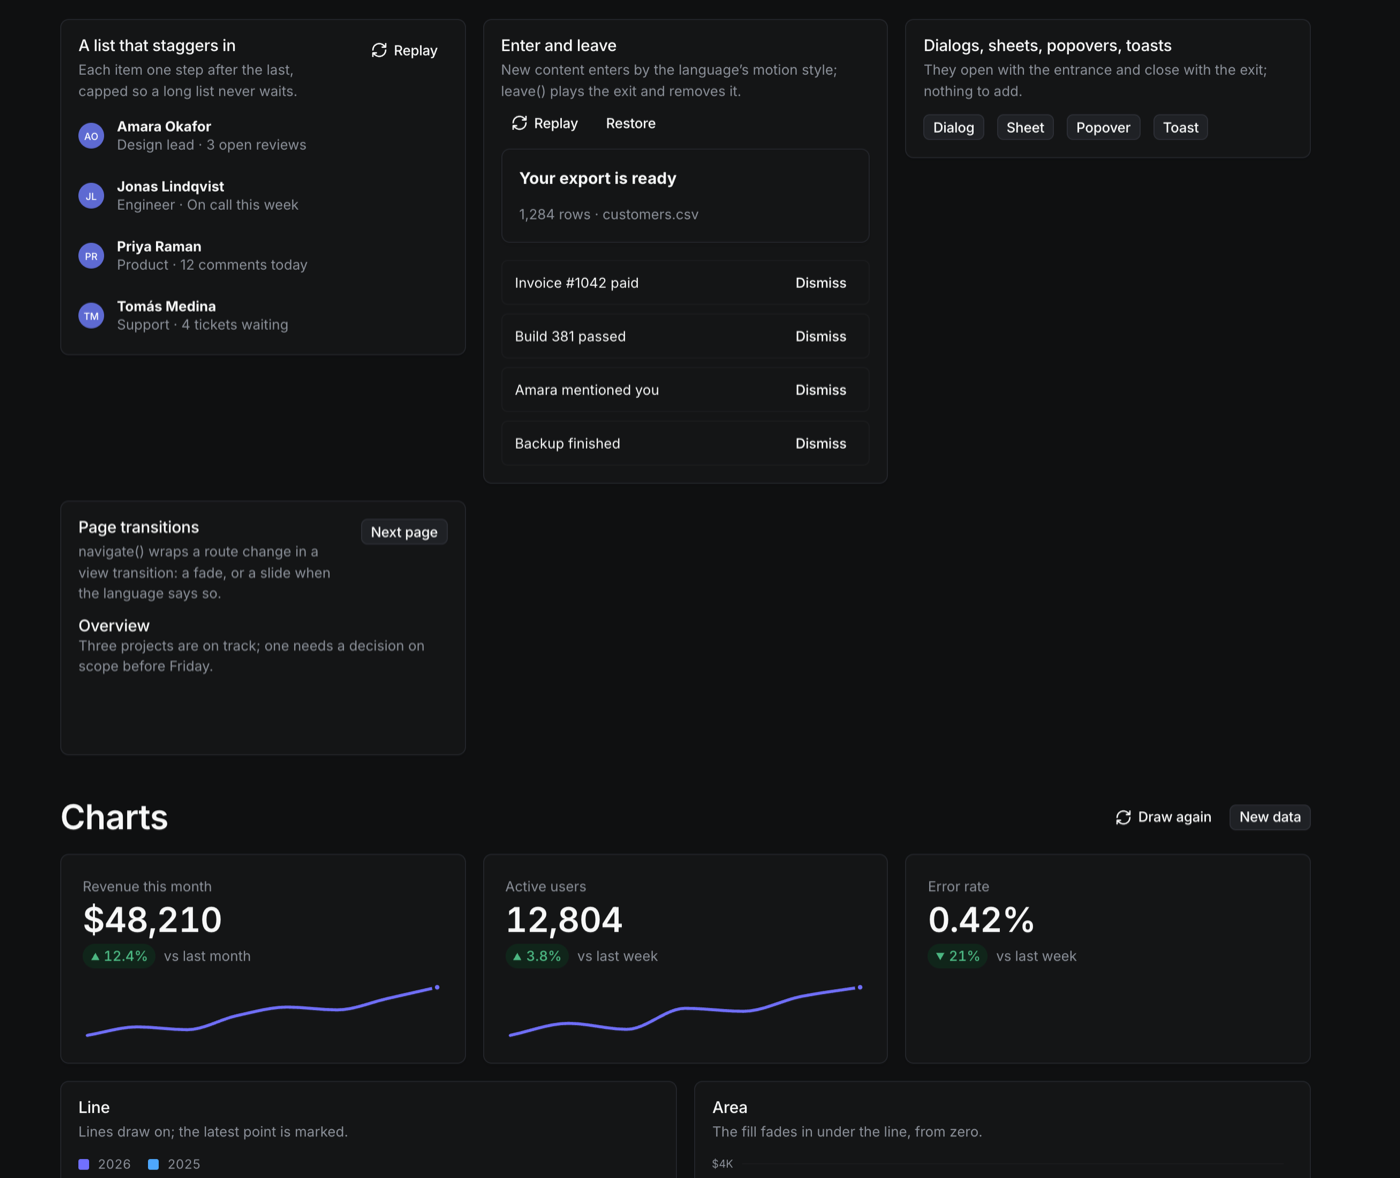 A list that staggers in
Replay
Each item one step after the last,
capped so a long list never waits.
AO
Amara Okafor
Design lead · 3 open reviews
JL
Jonas Lindqvist
Engineer · On call this week
PR
Priya Raman
Product · 12 comments today
TM
Tomás Medina
Support · 4 tickets waiting
Enter and leave
New content enters by the language’s motion style;
leave() plays the exit and removes it.
Replay
Restore
Your export is ready
1,284 rows · customers.csv
Invoice #1042 paid
Dismiss
Build 381 passed
Dismiss
Amara mentioned you
Dismiss
Backup finished
Dismiss
Dialogs, sheets, popovers, toasts
They open with the entrance and close with the exit;
nothing to add.
Dialog
Sheet
Popover
Toast
Page transitions
Next page
navigate() wraps a route change in a
view transition: a fade, or a slide when
the language says so.
Overview
Three projects are on track; one needs a decision on
scope before Friday.
Charts
Draw again
New data
Revenue this month
$48,210
▲ 12.4% vs last month
Active users
12,804
▲ 3.8% vs last week
Error rate
0.42%
▼ 21% vs last week
Line
Lines draw on; the latest point is marked.
2026
2025
Area
The fill fades in under the line, from zero.
$4K